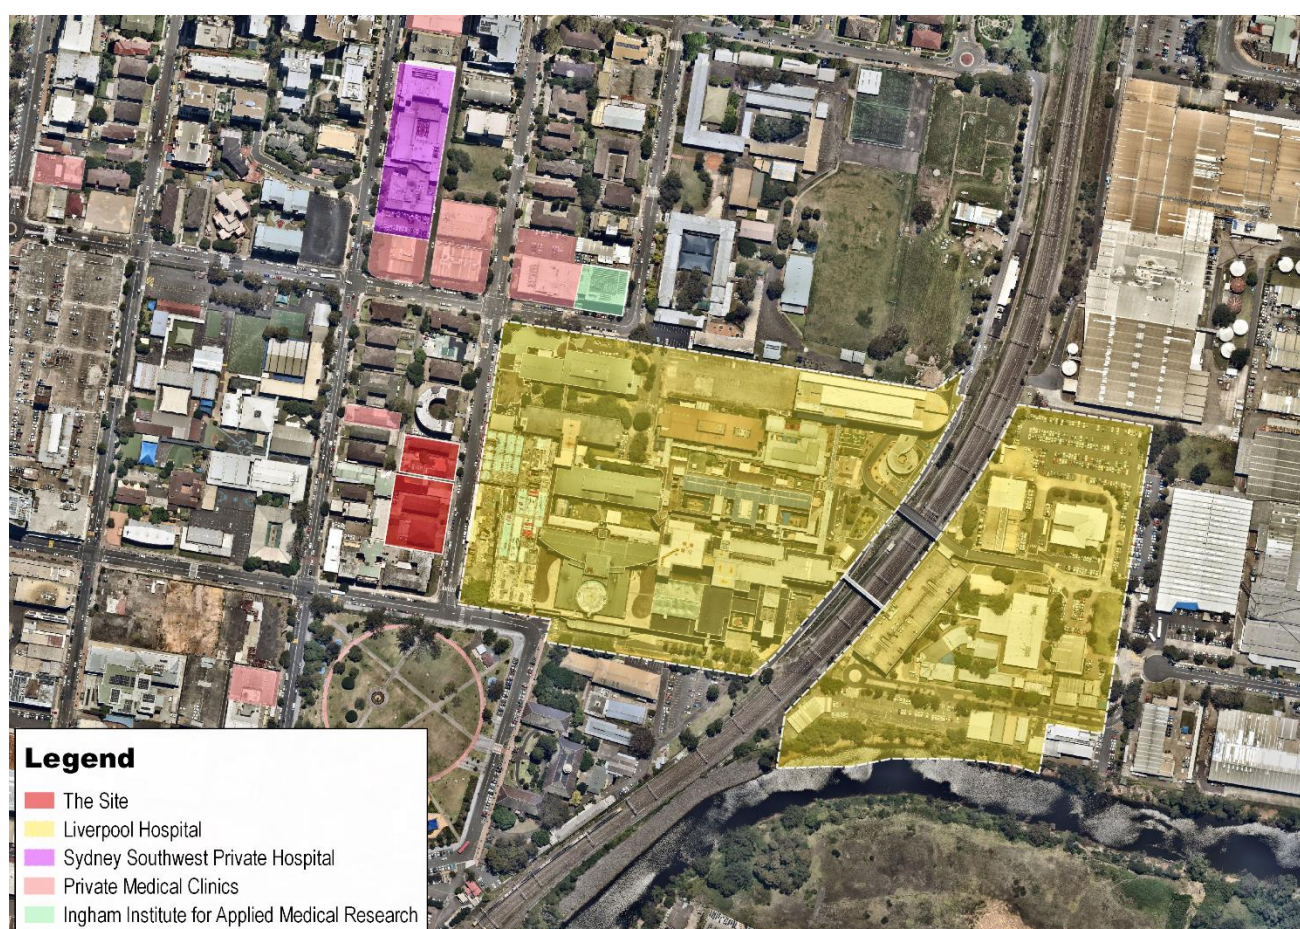 Legend
The Site
Liverpool Hospital
Sydney Southwest Private Hospital
Private Medical Clinics
Ingham Institute for Applied Medical Research